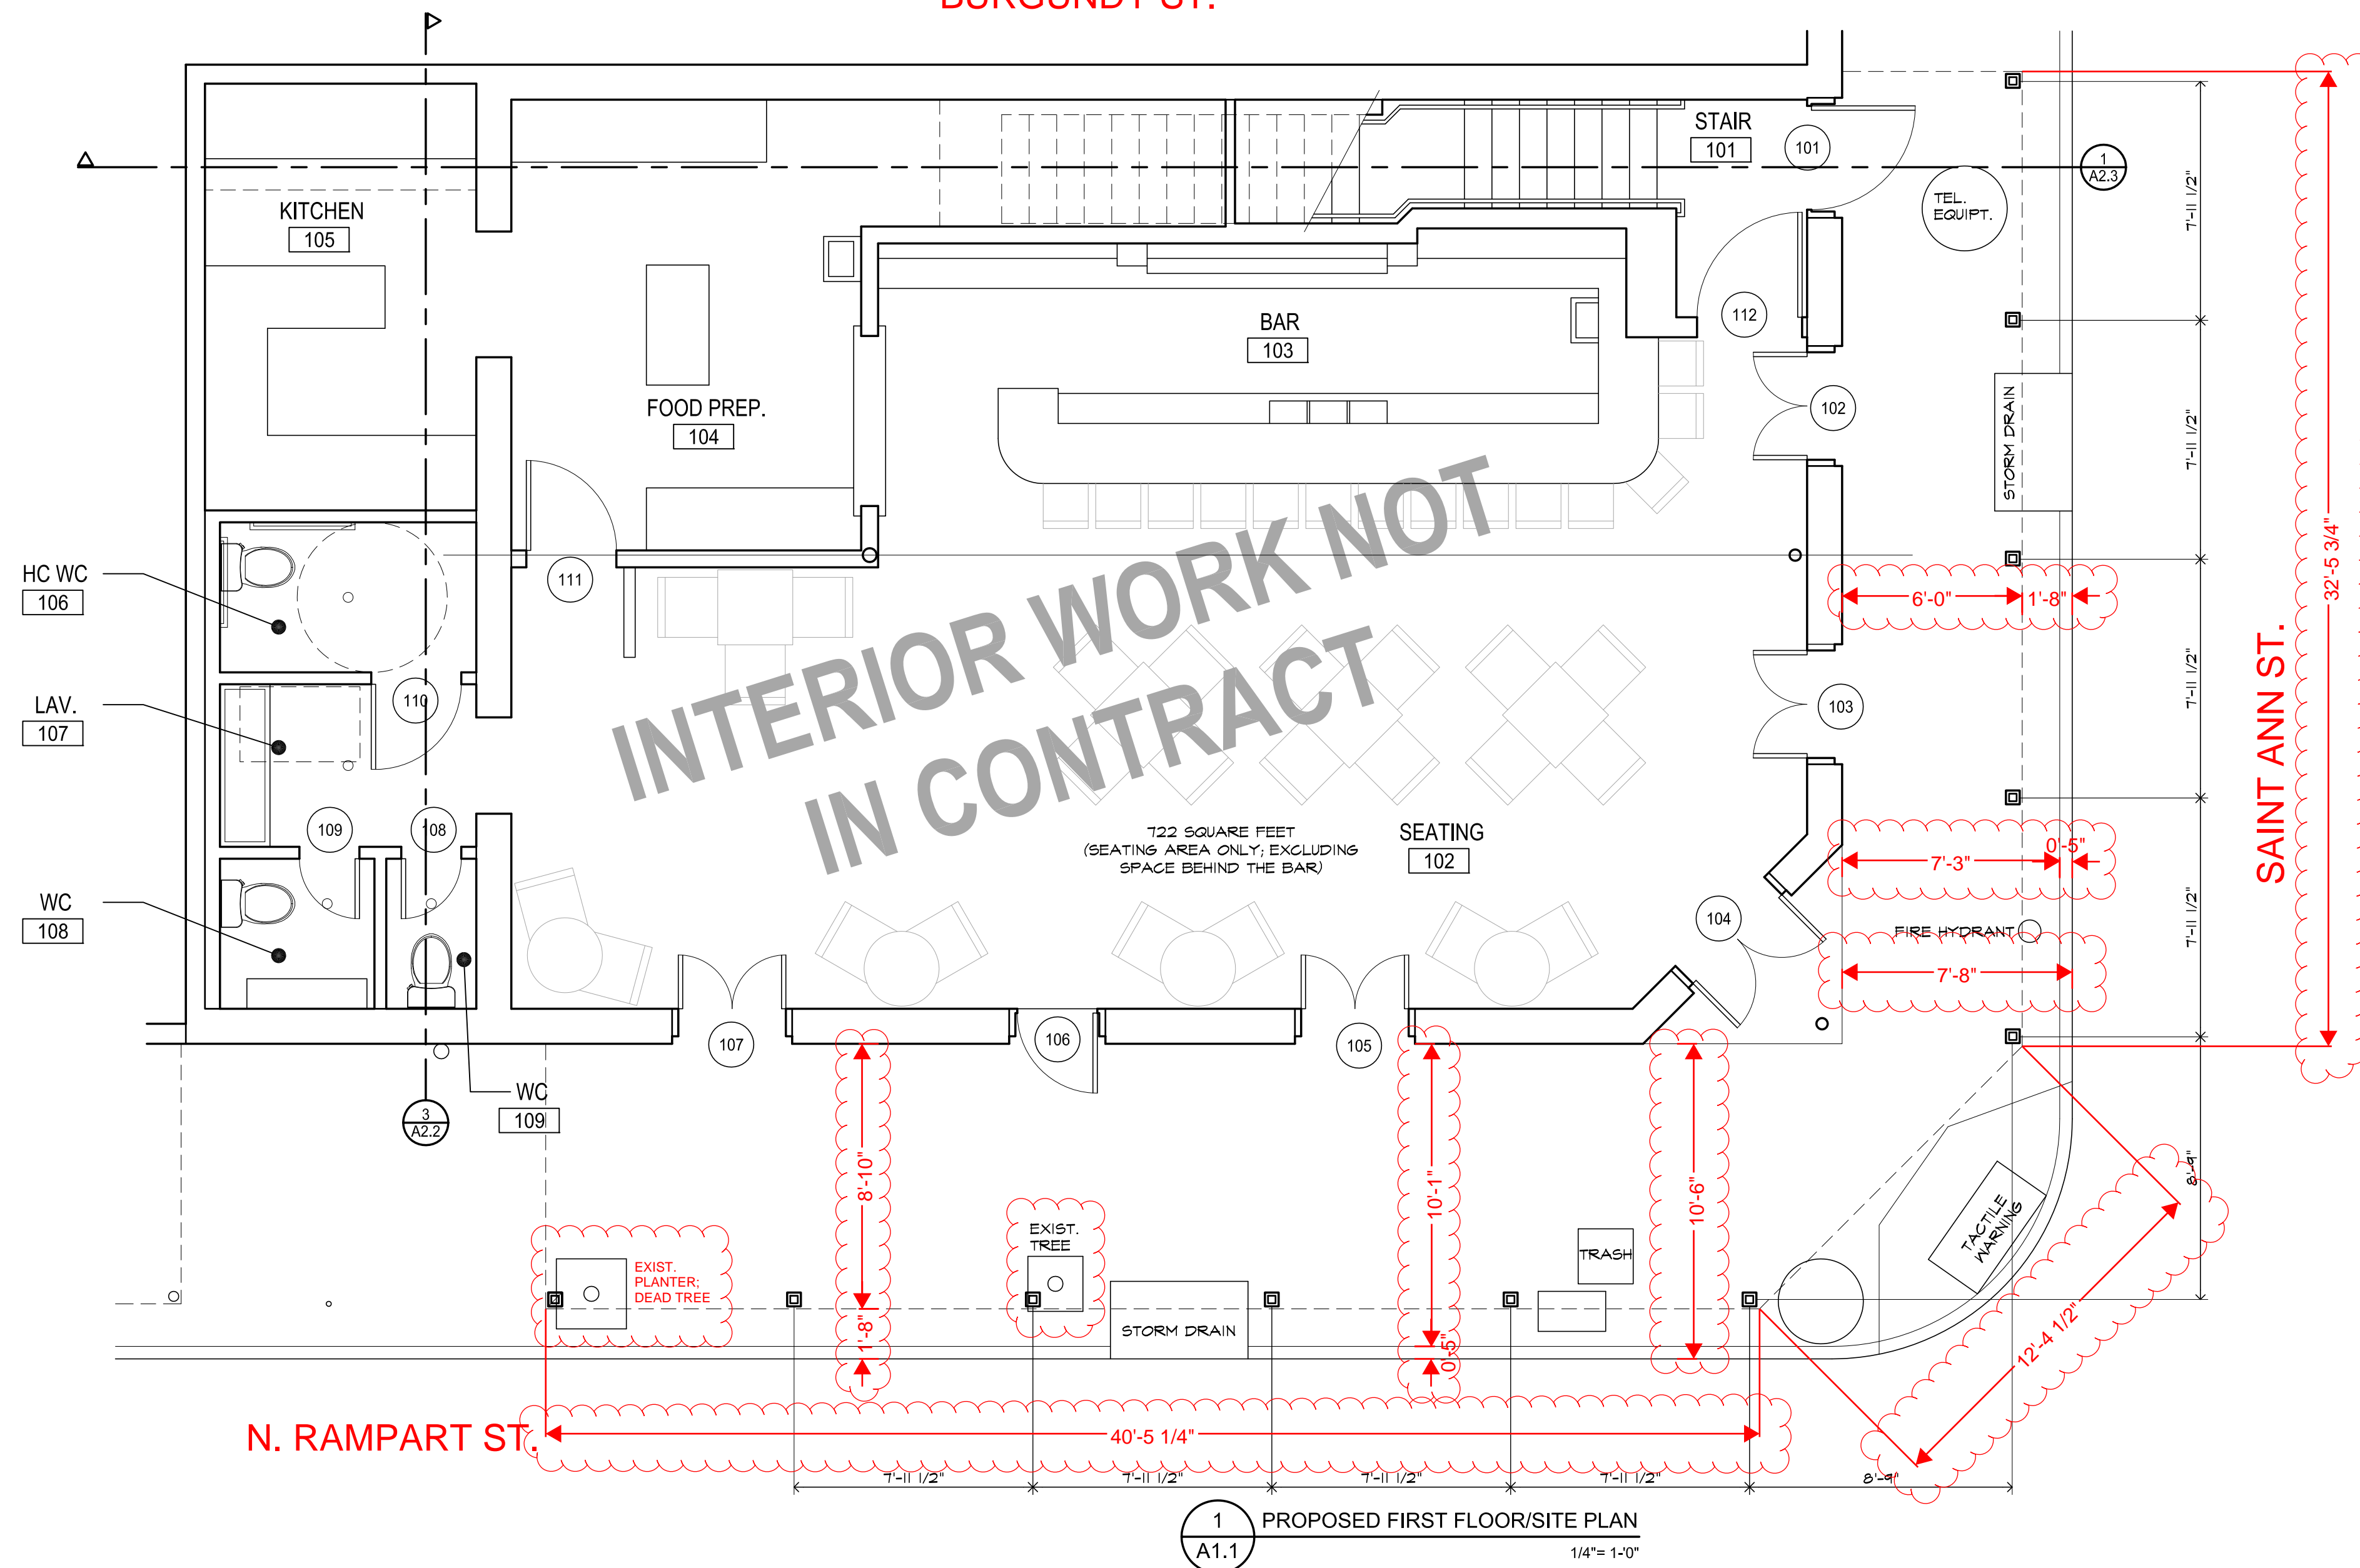 STAIR
101
101
1
A2.3
TEL.
EQUIPT.
7'-11 1/2"
KITCHEN
105
112
BAR
103
FOOD PREP.
104
102
STORM DRAIN
7'-11 1/2"
32'-5 3/4"
HC WC
106
111
6'-0"
1'-8"
INTERIOR WORK NOT
IN CONTRACT
LAV.
107
110
103
7'-11 1/2"
SAINT ANN ST.
109
108
722 SQUARE FEET
(SEATING AREA ONLY; EXCLUDING
SPACE BEHIND THE BAR)
SEATING
102
7'-3"
0'-5"
WC
108
104
FIRE HYDRANT
7'-11 1/2"
7'-8"
107
106
105
WC
109
3
A2.2
8'-10"
10'-1"
10'-6"
8'-9"
EXIST.
TREE
TACTILE
WARNING
TRASH
EXIST.
PLANTER;
DEAD TREE
STORM DRAIN
1'-8"
0'-5"
12'-4 1/2"
N. RAMPART ST.
40'-5 1/4"
7'-11 1/2"
7'-11 1/2"
7'-11 1/2"
7'-11 1/2"
8'-9"
1
A1.1
PROPOSED FIRST FLOOR/SITE PLAN
1/4"= 1-'0"